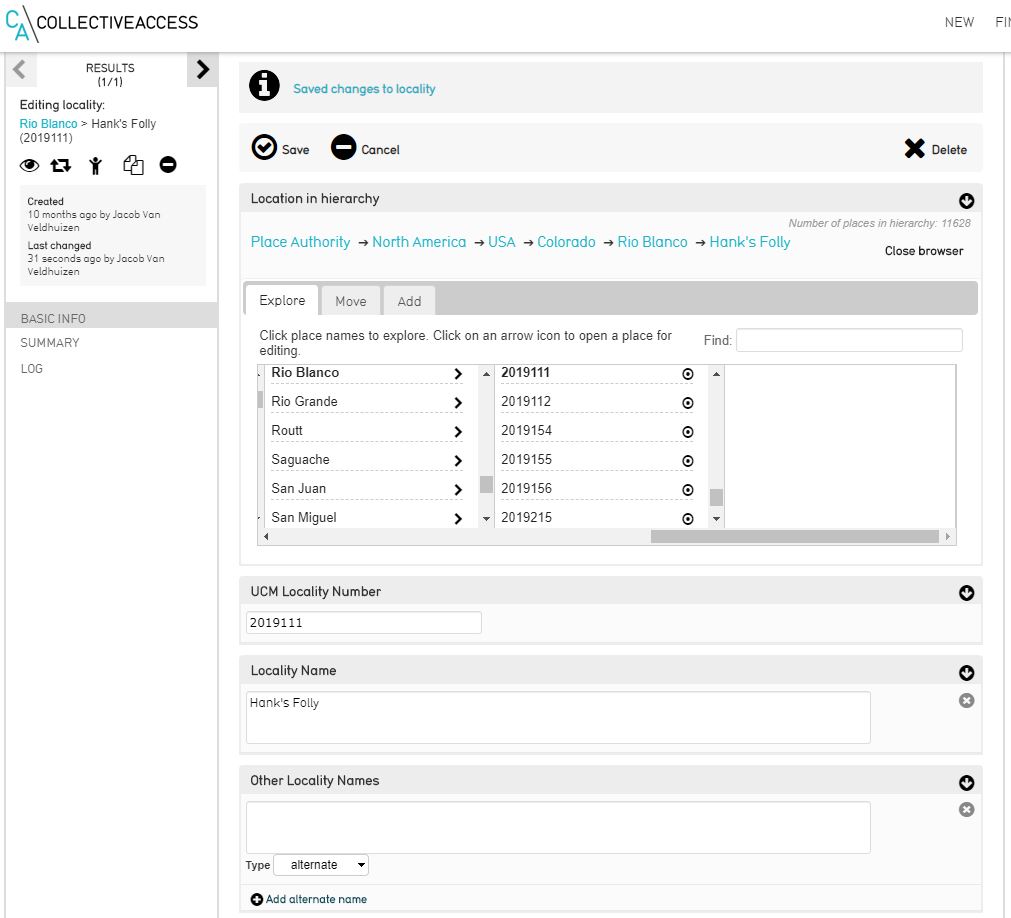 CA COLLECTIVEACCESS
NEW FI
RESULTS
(1/1)
Editing locality:
Rio Blanco > Hank's Folly
(2019111)
Created
10 months ago by Jacob Van
Veldhuizen
Last changed
31 seconds ago by Jacob Van
Veldhuizen
BASIC INFO
SUMMARY
LOG
Saved changes to locality
Save Cancel Delete
Location in hierarchy
Number of places in hierarchy: 11628
Place Authority → North America → USA → Colorado → Rio Blanco → Hank's Folly
Close browser
Explore Move Add
Click place names to explore. Click on an arrow icon to open a place for
editing.
Find:
Rio Blanco 2019111
Rio Grande 2019112
Routt 2019154
Saguache 2019155
San Juan 2019156
San Miguel 2019215
UCM Locality Number
2019111
Locality Name
Hank's Folly
Other Locality Names
Type alternate
Add alternate name